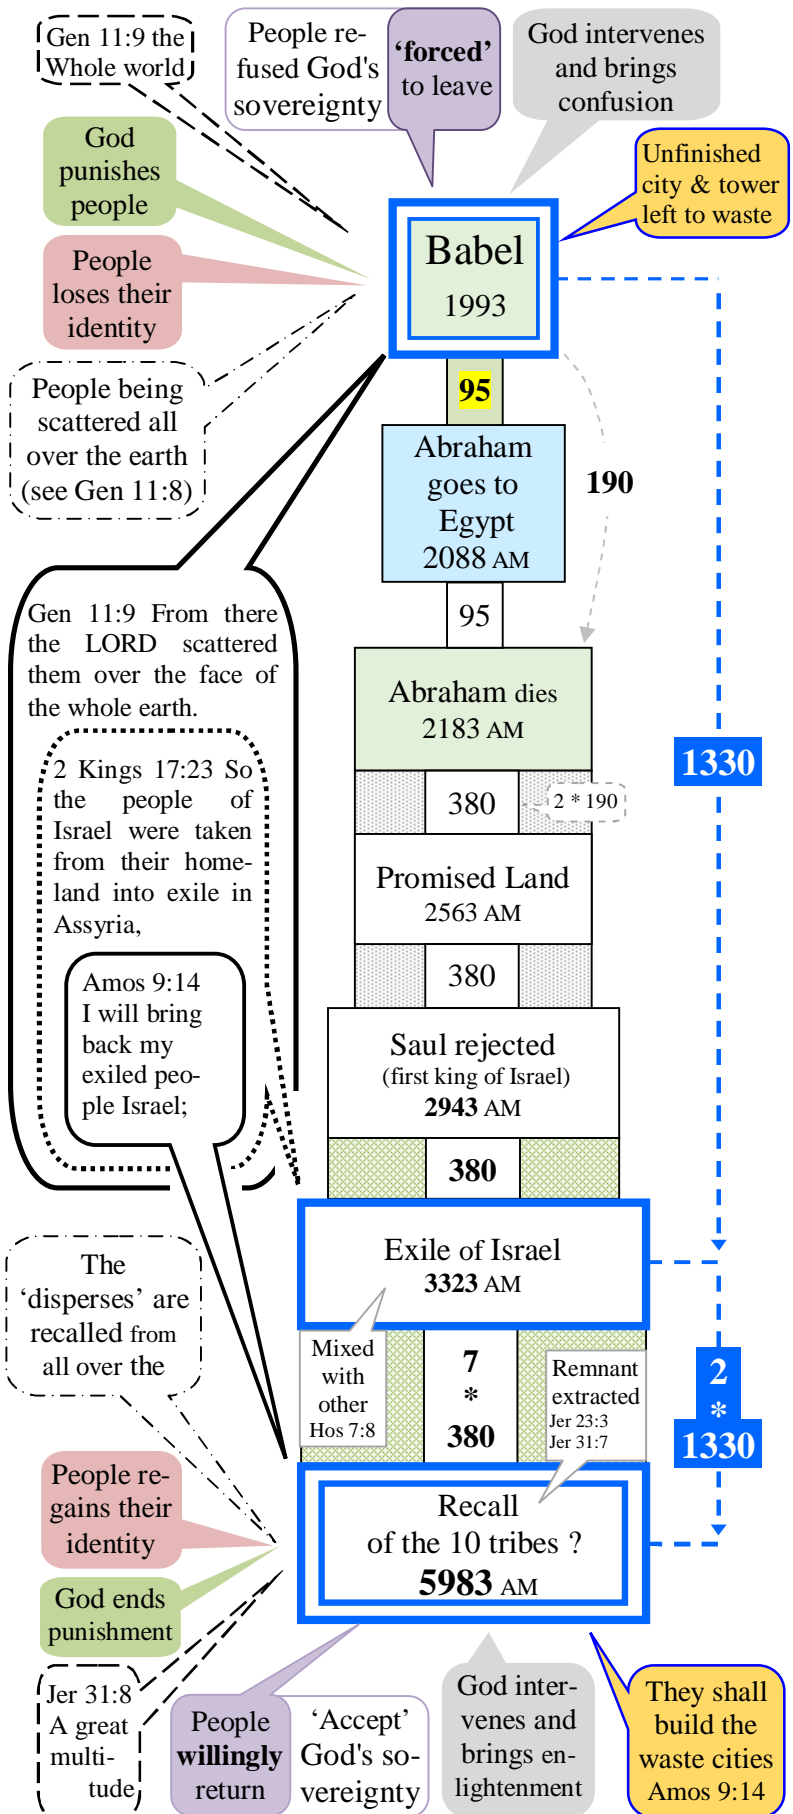 Gen 11:9 the
Whole world
People re-
fused God's
sovereignty
‘forced’
to leave
God intervenes
and brings
confusion
God
punishes
people
Unfinished
city & tower
left to waste
People
loses their
identity
Babel
1993
People being
scattered all
over the earth
(see Gen 11:8)
95
Abraham
goes to
Egypt
2088 AM
190
95
Gen 11:9 From there
the LORD scattered
them over the face of
the whole earth.
Abraham dies
2183 AM
1330
2 Kings 17:23 So
the people of
Israel were taken
from their home-
land into exile in
Assyria,
380
2 * 190
Promised Land
2563 AM
380
Amos 9:14
I will bring
back my
exiled peo-
ple Israel;
Saul rejected
(first king of Israel)
2943 AM
380
Exile of Israel
3323 AM
The
‘disperses’ are
recalled from
all over the
Mixed
with
other
Hos 7:8
7
*
380
Remnant
extracted
Jer 23:3
Jer 31:7
2
*
1330
People re-
gains their
identity
Recall
of the 10 tribes ?
5983 AM
God ends
punishment
Jer 31:8
A great
multi-
tude
People
willingly
return
‘Accept’
God's so-
vereignty
God inter-
venes and
brings en-
lightenment
They shall
build the
waste cities
Amos 9:14